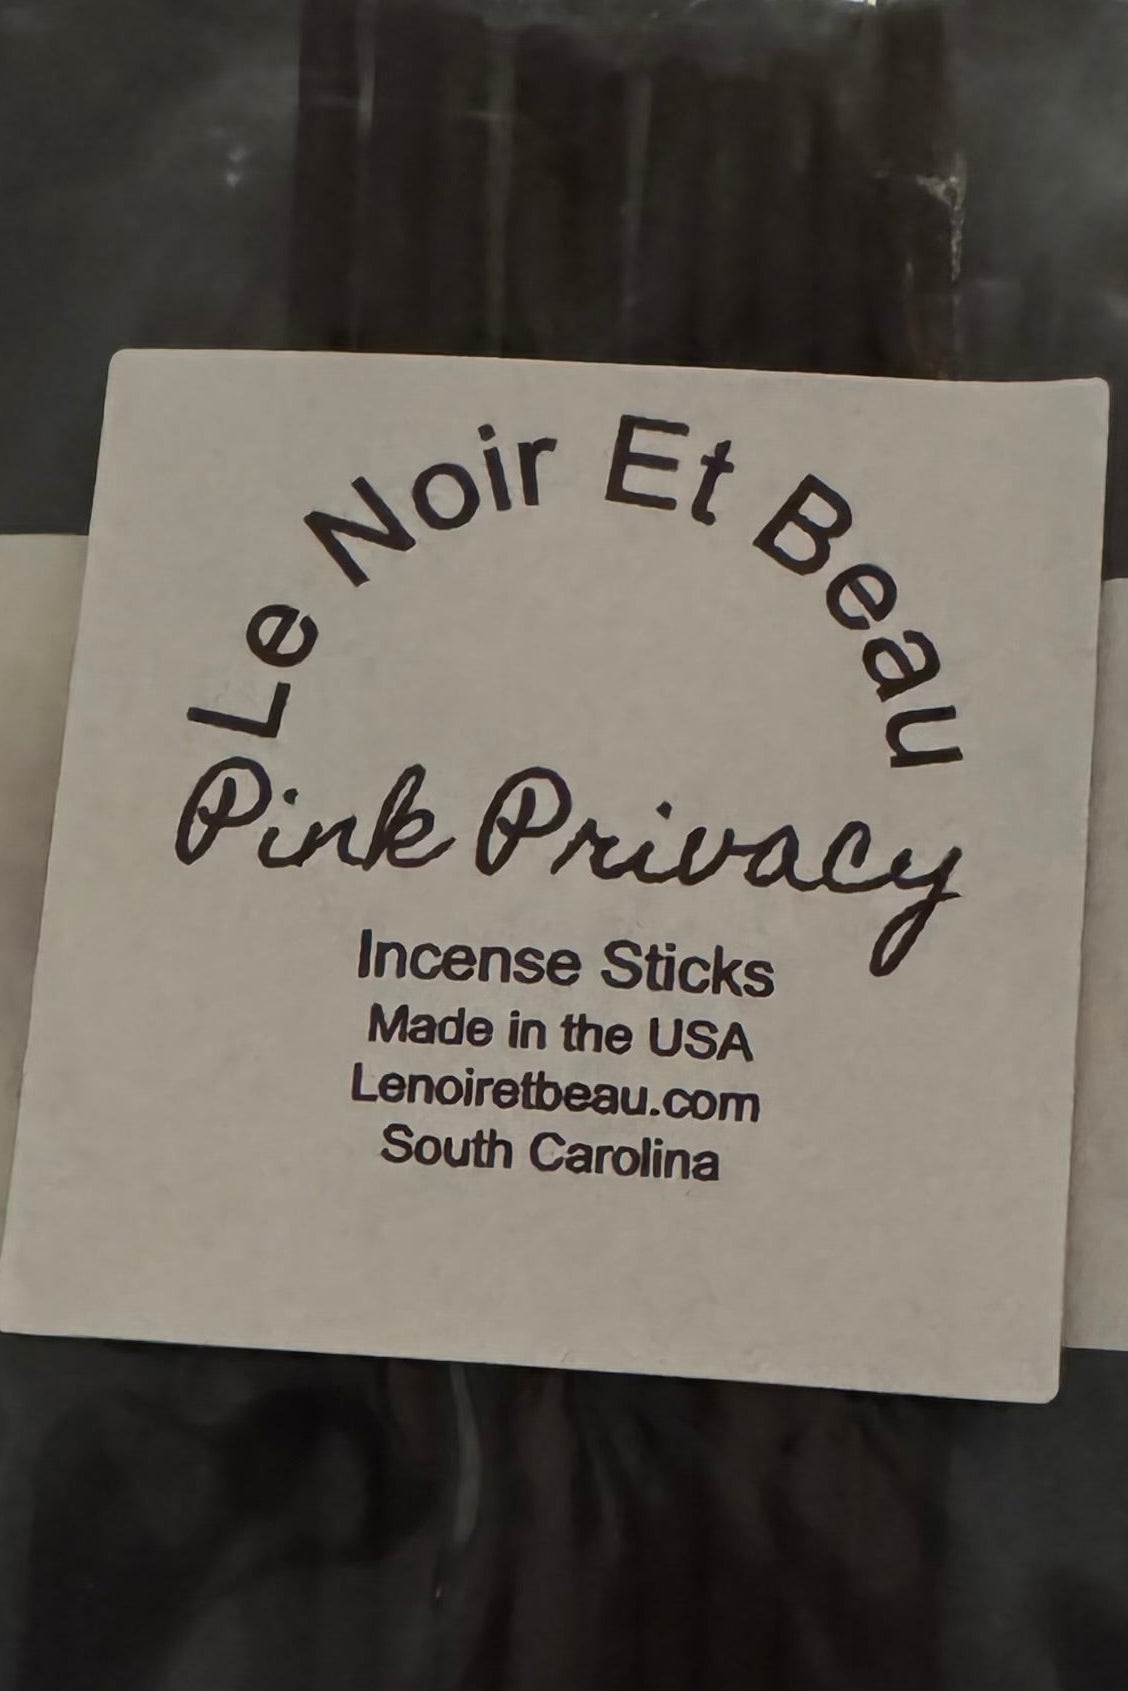 Le Noir Et Beau
Pink Privacy
Incense Sticks
Made in the USA
Lenoiretbeau.com
South Carolina